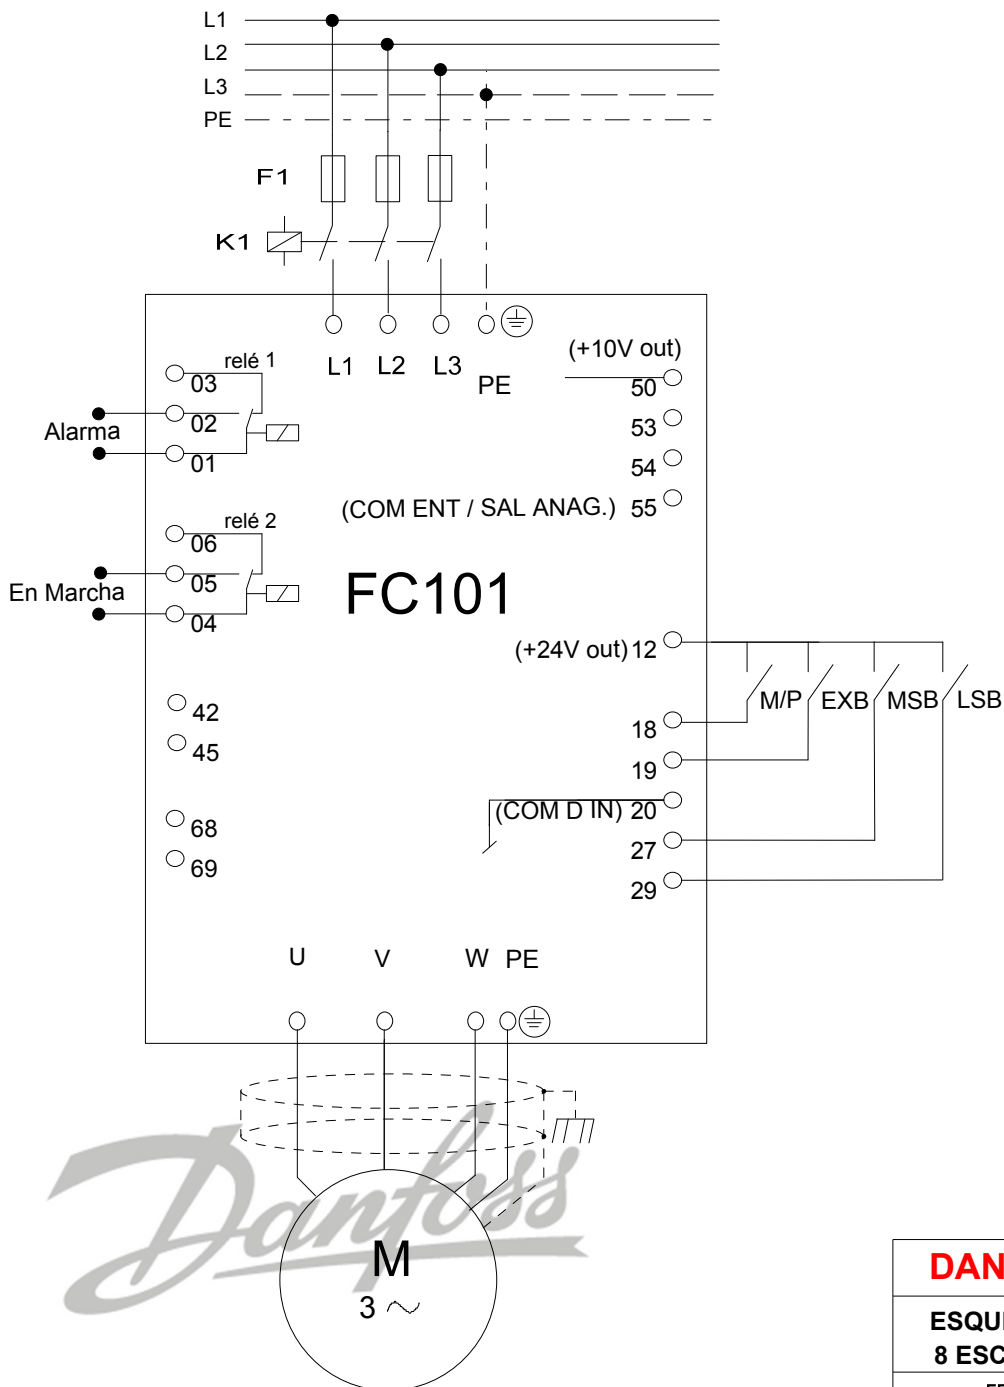 L1
L2
L3
PE
F1
K1
L1 L2 L3 PE
relé 1
03
02
01
Alarma
relé 2
06
05
04
En Marcha
42
45
68
69
(+10V out)
50
53
54
(COM ENT / SAL ANAG.) 55
FC101
(+24V out) 12
M/P EXB MSB LSB
18
19
(COM D IN) 20
27
29
U V W PE
Danfoss
M
3
DAN
ESQUE
8 ESC